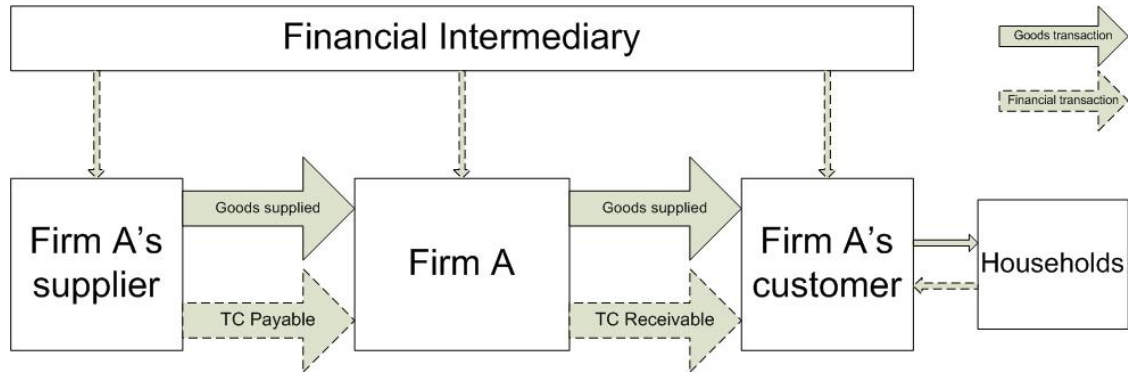 Financial Intermediary
Goods transaction
Financial transaction
Firm A's
supplier
Goods supplied
TC Payable
Firm A
Goods supplied
TC Receivable
Firm A's
customer
Households